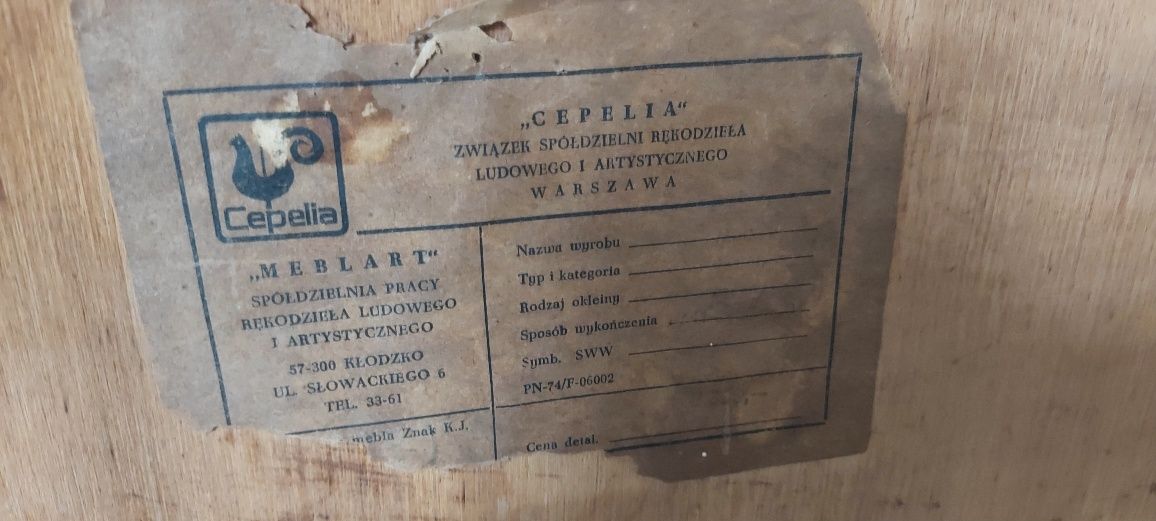 Cepelia
„CEPELIA“
ZWIĄZEK SPÓŁDZIELNI RĘKODZIEŁA
LUDOWEGO I ARTYSTYCZNEGO
WARSZAWA
„MEBLART“
SPÓŁDZIELNIA PRACY
RĘKODZIEŁA LUDOWEGO
I ARTYSTYCZNEGO
57-300 KŁODZKO
UL. SŁOWACKIEGO 6
TEL. 33-61
mebla Znak K.J.
Nazwa wyrobu
Typ i kategoria
Rodzaj okleiny
Sposób wykończenia
Symb. SWW
PN-74/F-06002
Cena detal.